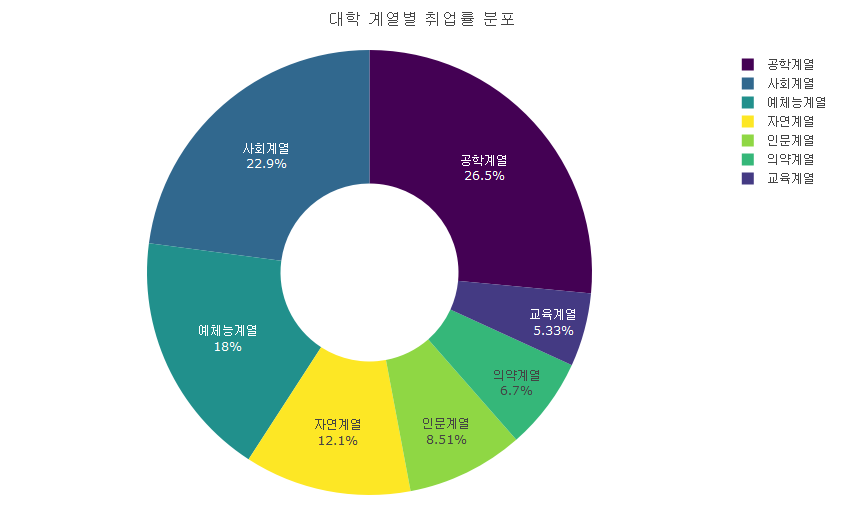 대학 계열별 취업률 분포
공학계열
사회계열
예체능계열
자연계열
인문계열
의약계열
교육계열
사회계열
22.9%
공학계열
26.5%
교육계열
5.33%
예체능계열
18%
의약계열
6.7%
자연계열
12.1%
인문계열
8.51%